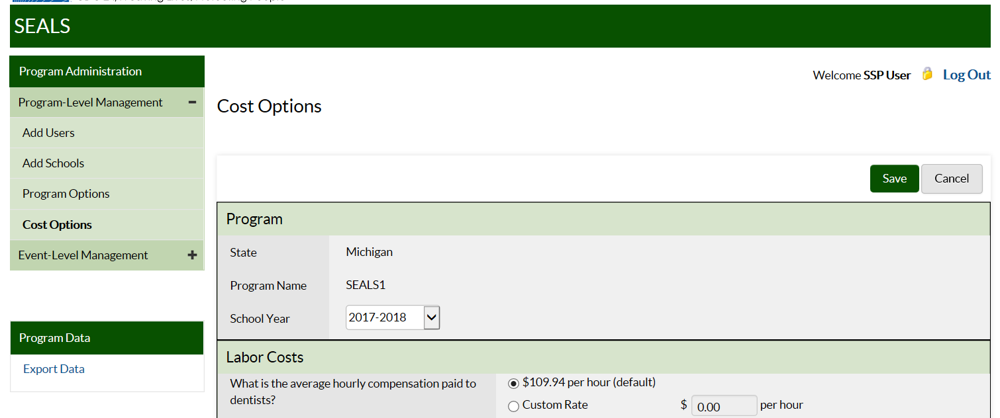 SEALS
Program Administration
Welcome SSP User Log Out
Program-Level Management
Cost Options
Add Users
Add Schools
Program Options
Cost Options
Event-Level Management
Program Data
Export Data
Save Cancel
Program
State Michigan
Program Name SEALS1
School Year 2017-2018
Labor Costs
What is the average hourly compensation paid to
dentists?
$109.94 per hour (default)
Custom Rate $ 0.00 per hour